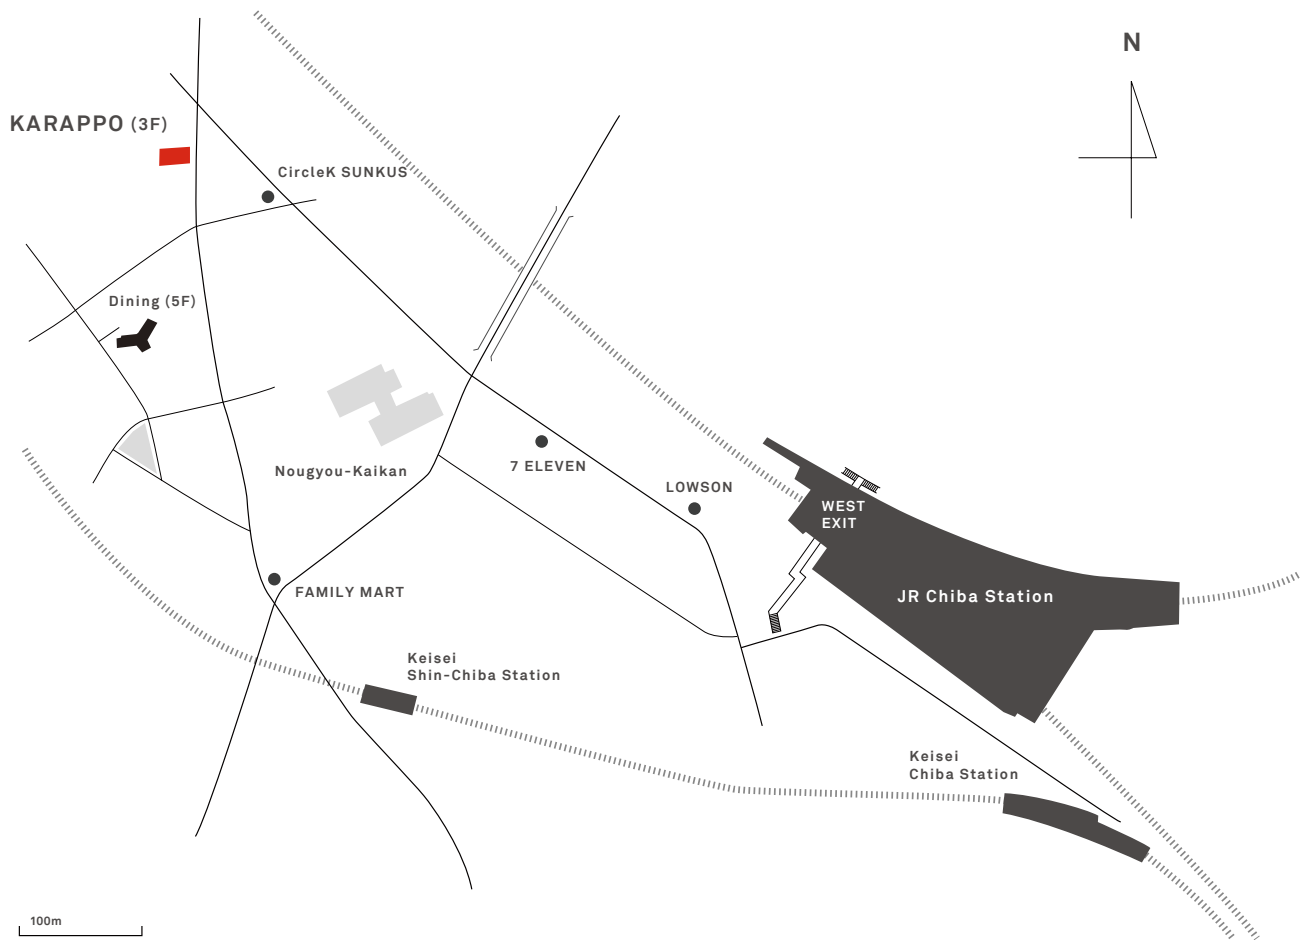 N
KARAPPO (3F)
CircleK SUNKUS
Dining (5F)
Nougyou-Kaikan
7 ELEVEN
LOWSON
WEST
EXIT
JR Chiba Station
FAMILY MART
Keisei
Shin-Chiba Station
Keisei
Chiba Station
100m